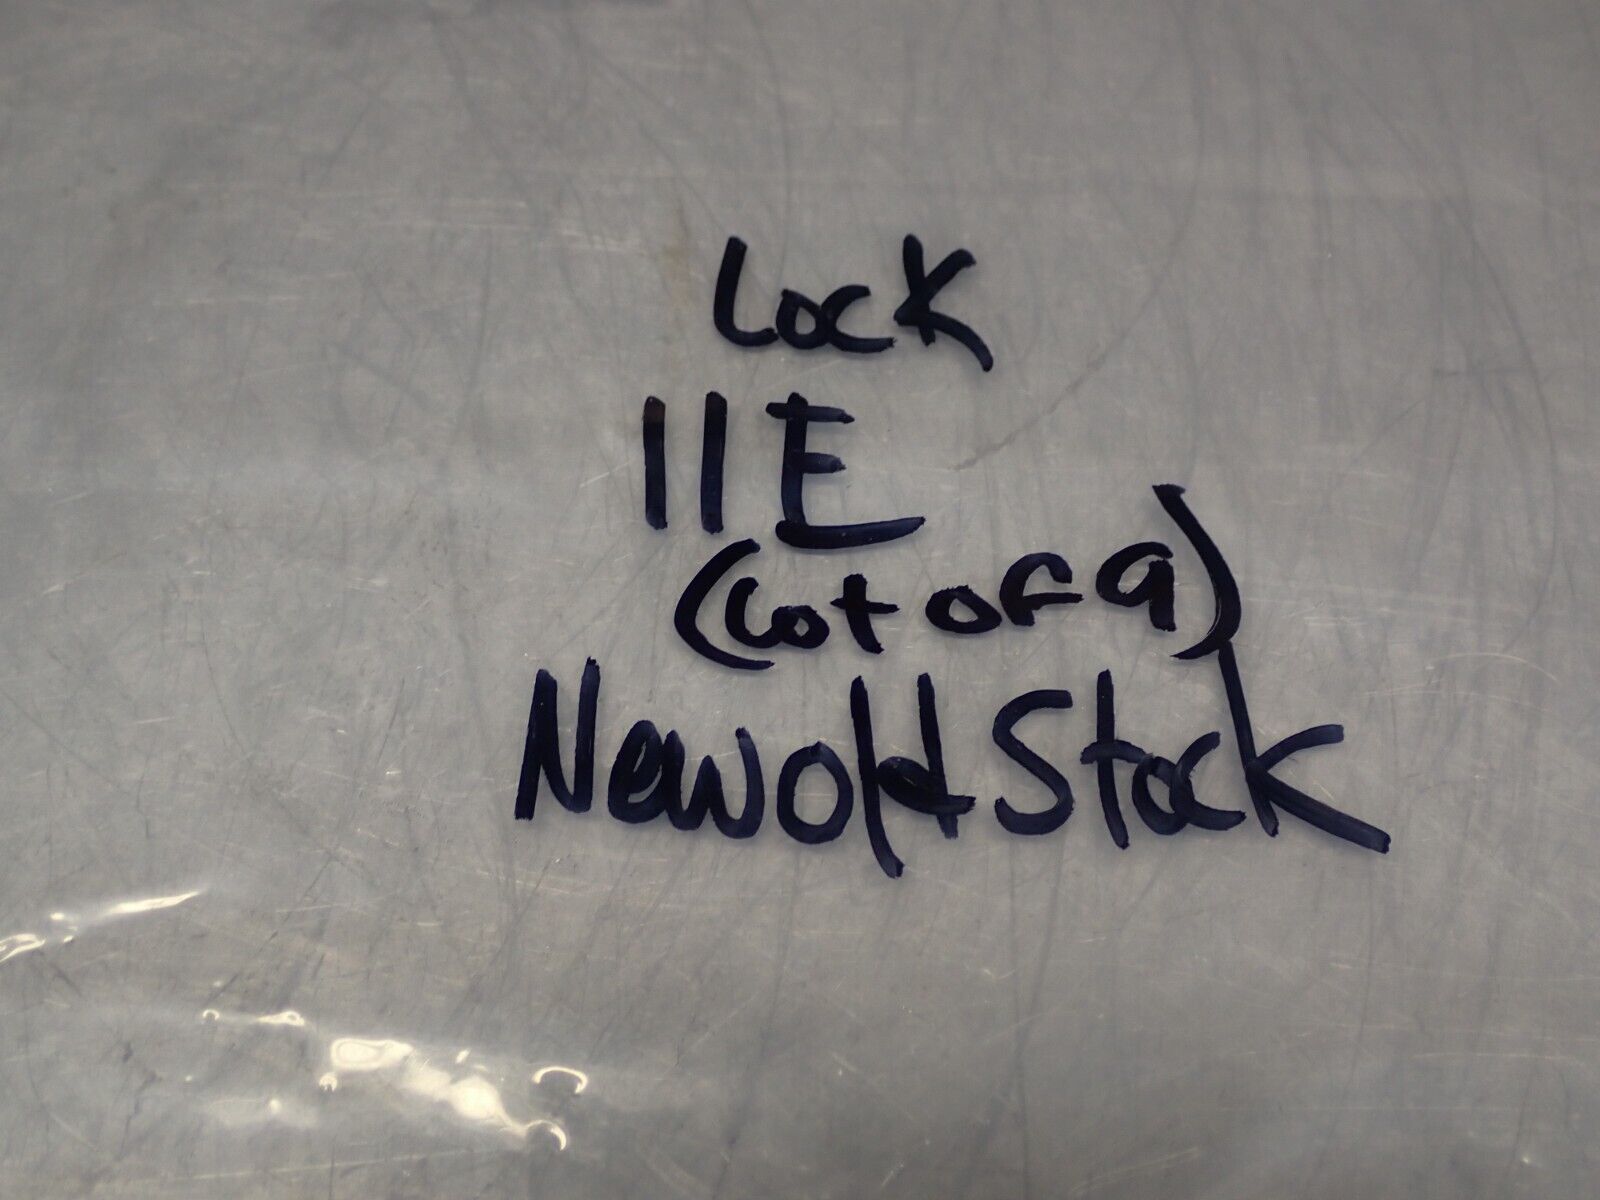 Lock
11E
(Lot of 9)
New old Stock